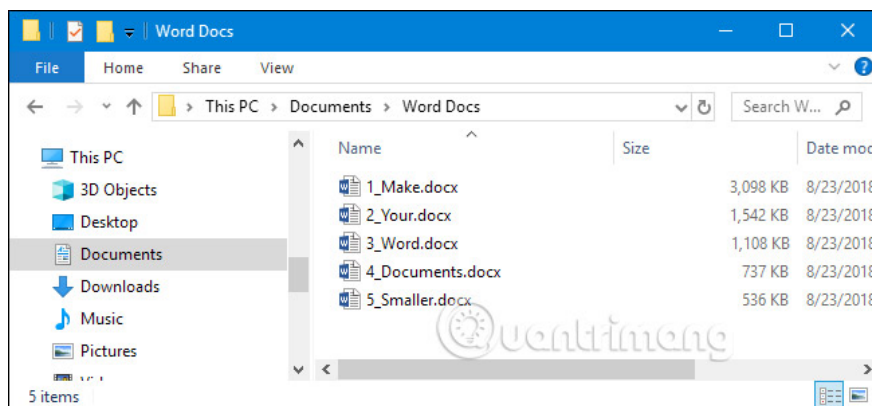 Word Docs
File Home Share View
This PC > Documents > Word Docs Search W...
This PC
3D Objects
Desktop
Documents
Downloads
Music
Pictures
Name Size Date mod
1_Make.docx 3,098 KB 8/23/2018
2_Your.docx 1,542 KB 8/23/2018
3_Word.docx 1,108 KB 8/23/2018
4_Documents.docx 737 KB 8/23/2018
5_Smaller.docx 536 KB 8/23/2018
Quantrimang
5 items